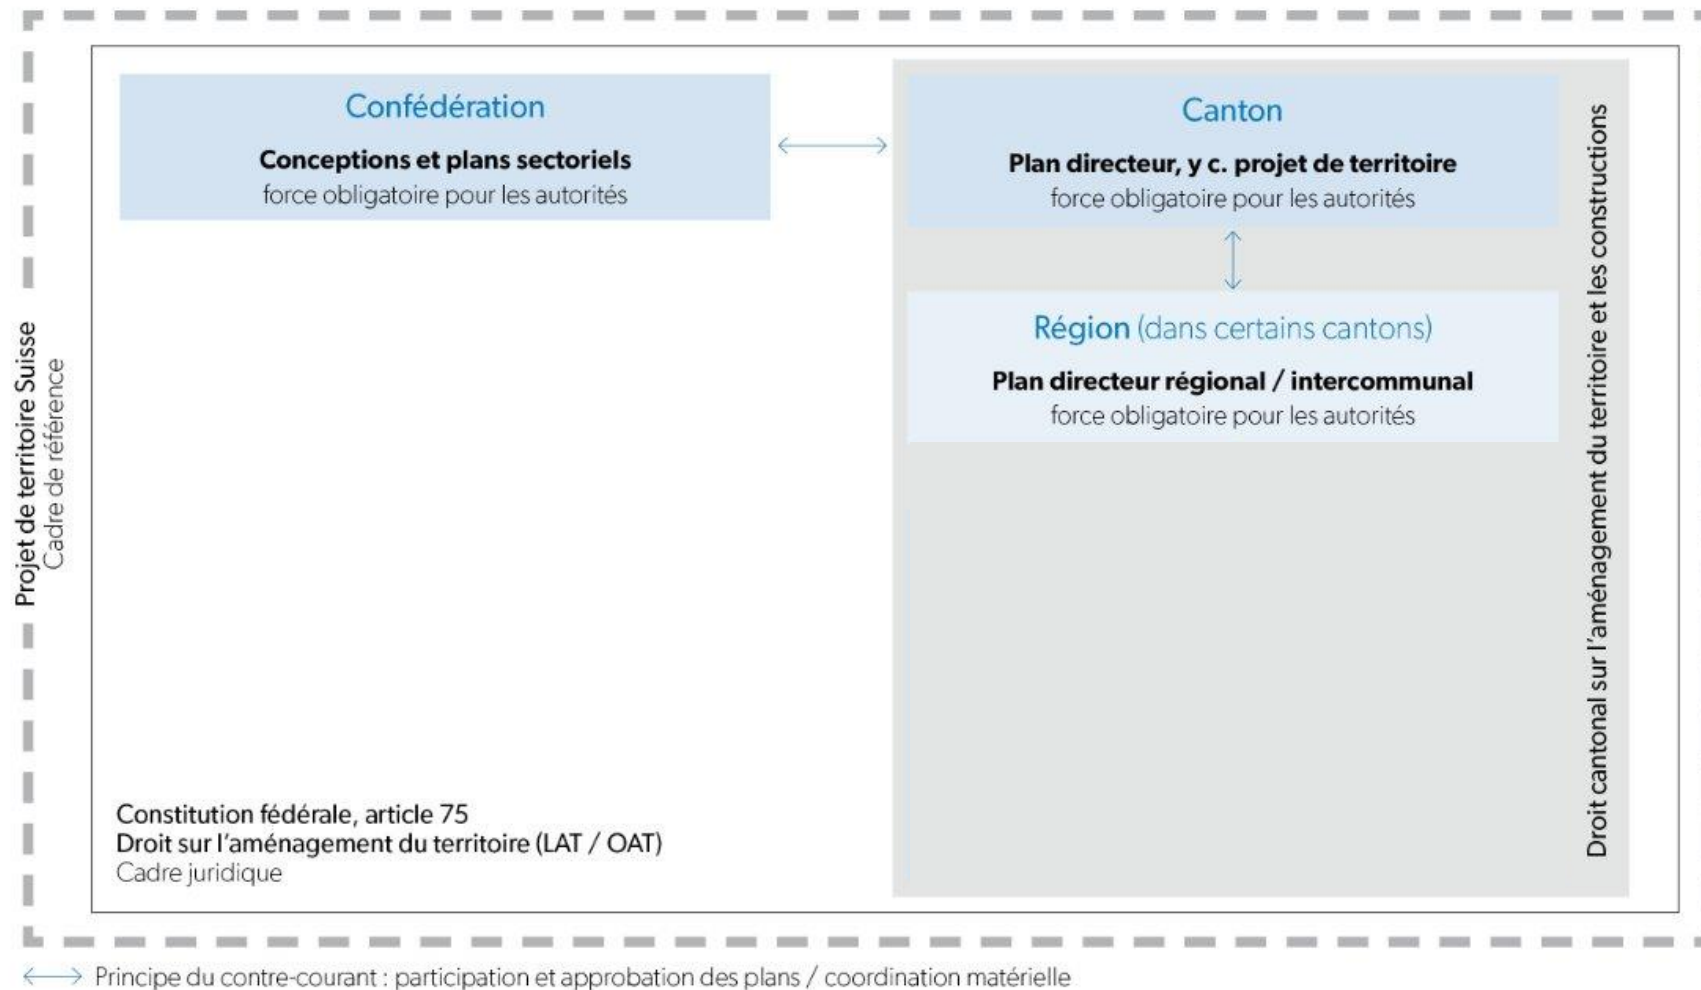 Projet de territoire Suisse
Cadre de référence
Confédération
Conceptions et plans sectoriels
force obligatoire pour les autorités
Canton
Plan directeur, y c. projet de territoire
force obligatoire pour les autorités
Région (dans certains cantons)
Plan directeur régional / intercommunal
force obligatoire pour les autorités
Droit cantonal sur l'aménagement du territoire et les constructions
Constitution fédérale, article 75
Droit sur l'aménagement du territoire (LAT / OAT)
Cadre juridique
Principe du contre-courant : participation et approbation des plans / coordination matérielle